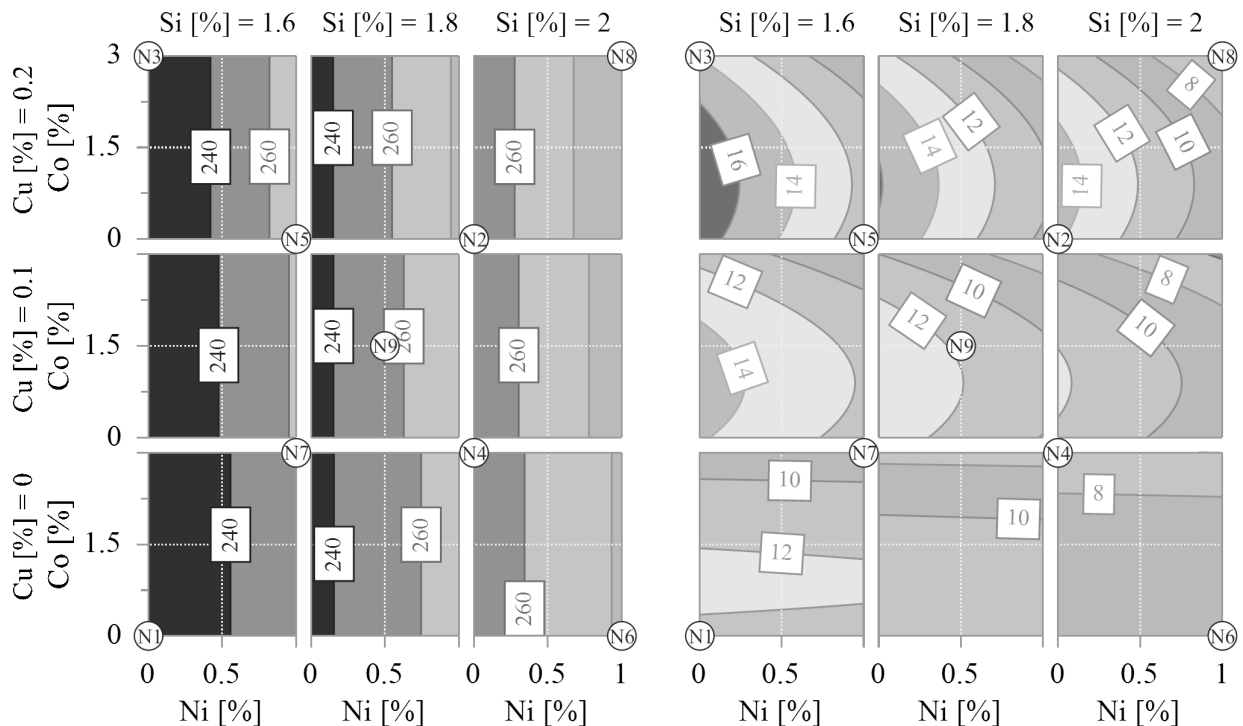 Si [%] = 1.6 Si [%] = 1.8 Si [%] = 2 Si [%] = 1.6 Si [%] = 1.8 Si [%] = 2
Cu [%] = 0.2
Co [%]
3
1.5
0
N3 N8 N3 N8
240 260 240 260 260 16 14 14 12 14 12 10 8
N5 N2 N5 N2
Cu [%] = 0.1
Co [%]
1.5
0
240 240 260 260 12 14 12 10 8 10
N9 N9
N7 N4 N7 N4
Cu [%] = 0
Co [%]
1.5
0
240 240 260 260 10 12 10 8
N1 N6 N1 N6
0 0.5 0 0.5 0 0.5 1 0 0.5 0 0.5 0 0.5 1
Ni [%] Ni [%] Ni [%] Ni [%] Ni [%] Ni [%]